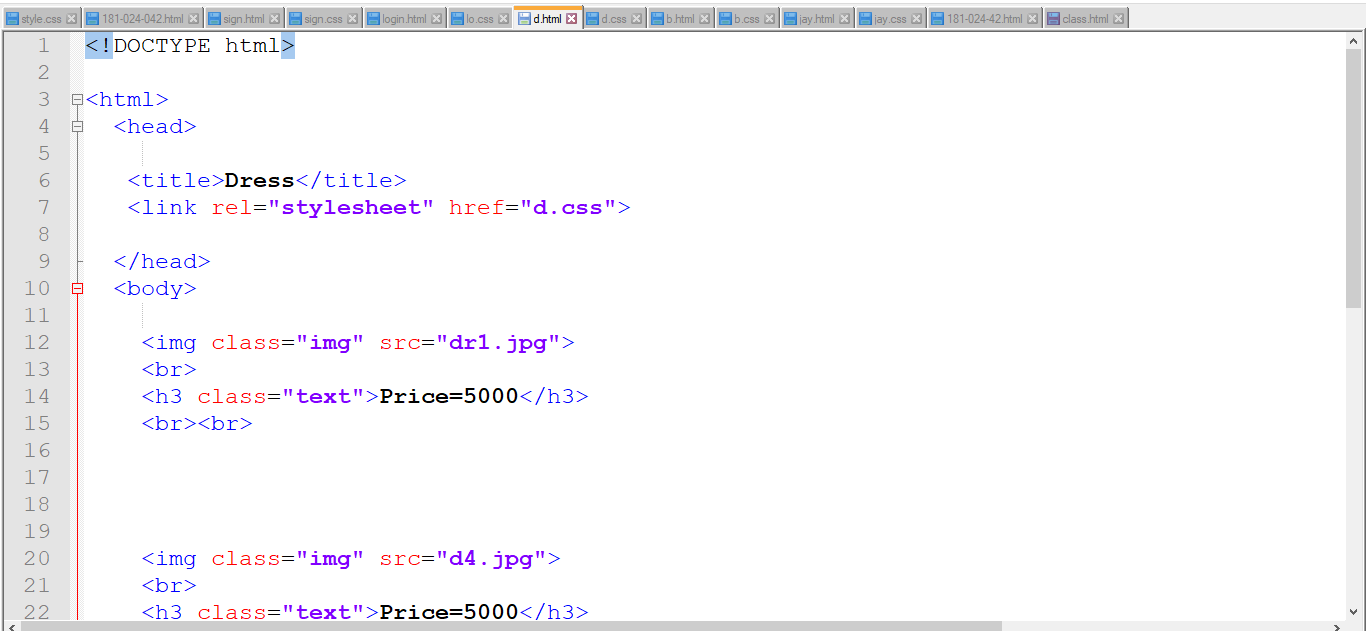 style.css 181-024-042.html sign.html sign.css login.html lo.css d.html d.css b.html b.css jay.html jay.css 181-024-42.html class.html
1 <!DOCTYPE html>
2
3 <html>
4 <head>
5
6 <title>Dress</title>
7 <link rel="stylesheet" href="d.css">
8
9 </head>
10 <body>
11
12 <img class="img" src="dr1.jpg">
13 <br>
14 <h3 class="text">Price=5000</h3>
15 <br><br>
16
17
18
19
20 <img class="img" src="d4.jpg">
21 <br>
22 <h3 class="text">Price=5000</h3>